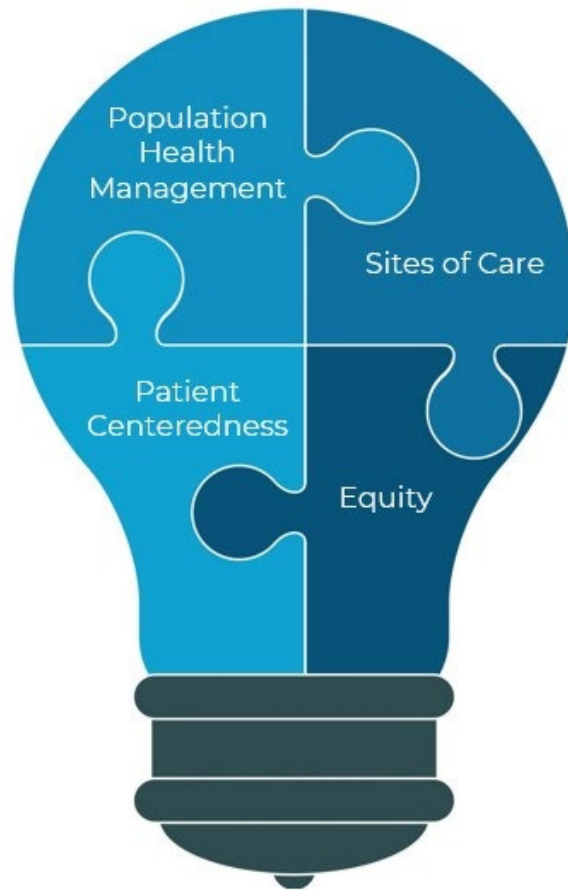 Population
Health
Management
Sites of Care
Patient
Centeredness
Equity